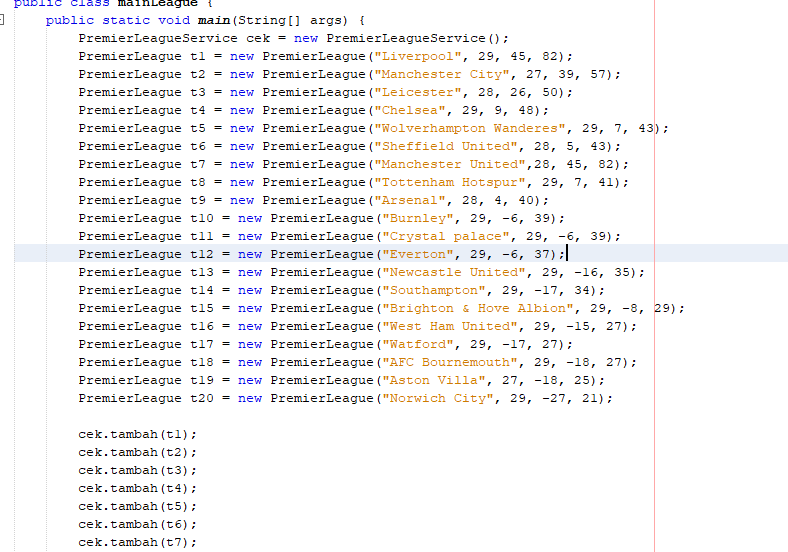 public class mainLeague {
public static void main(String[] args) {
PremierLeagueService cek = new PremierLeagueService();
PremierLeague t1 = new PremierLeague("Liverpool", 29, 45, 82);
PremierLeague t2 = new PremierLeague("Manchester City", 27, 39, 57);
PremierLeague t3 = new PremierLeague("Leicester", 28, 26, 50);
PremierLeague t4 = new PremierLeague("Chelsea", 29, 9, 48);
PremierLeague t5 = new PremierLeague("Wolverhampton Wanderes", 29, 7, 43);
PremierLeague t6 = new PremierLeague("Sheffield United", 28, 5, 43);
PremierLeague t7 = new PremierLeague("Manchester United",28, 45, 82);
PremierLeague t8 = new PremierLeague("Tottenham Hotspur", 29, 7, 41);
PremierLeague t9 = new PremierLeague("Arsenal", 28, 4, 40);
PremierLeague t10 = new PremierLeague("Burnley", 29, -6, 39);
PremierLeague t11 = new PremierLeague("Crystal palace", 29, -6, 39);
PremierLeague t12 = new PremierLeague("Everton", 29, -6, 37);
PremierLeague t13 = new PremierLeague("Newcastle United", 29, -16, 35);
PremierLeague t14 = new PremierLeague("Southampton", 29, -17, 34);
PremierLeague t15 = new PremierLeague("Brighton & Hove Albion", 29, -8, 29);
PremierLeague t16 = new PremierLeague("West Ham United", 29, -15, 27);
PremierLeague t17 = new PremierLeague("Watford", 29, -17, 27);
PremierLeague t18 = new PremierLeague("AFC Bournemouth", 29, -18, 27);
PremierLeague t19 = new PremierLeague("Aston Villa", 27, -18, 25);
PremierLeague t20 = new PremierLeague("Norwich City", 29, -27, 21);
cek.tambah(t1);
cek.tambah(t2);
cek.tambah(t3);
cek.tambah(t4);
cek.tambah(t5);
cek.tambah(t6);
cek.tambah(t7);